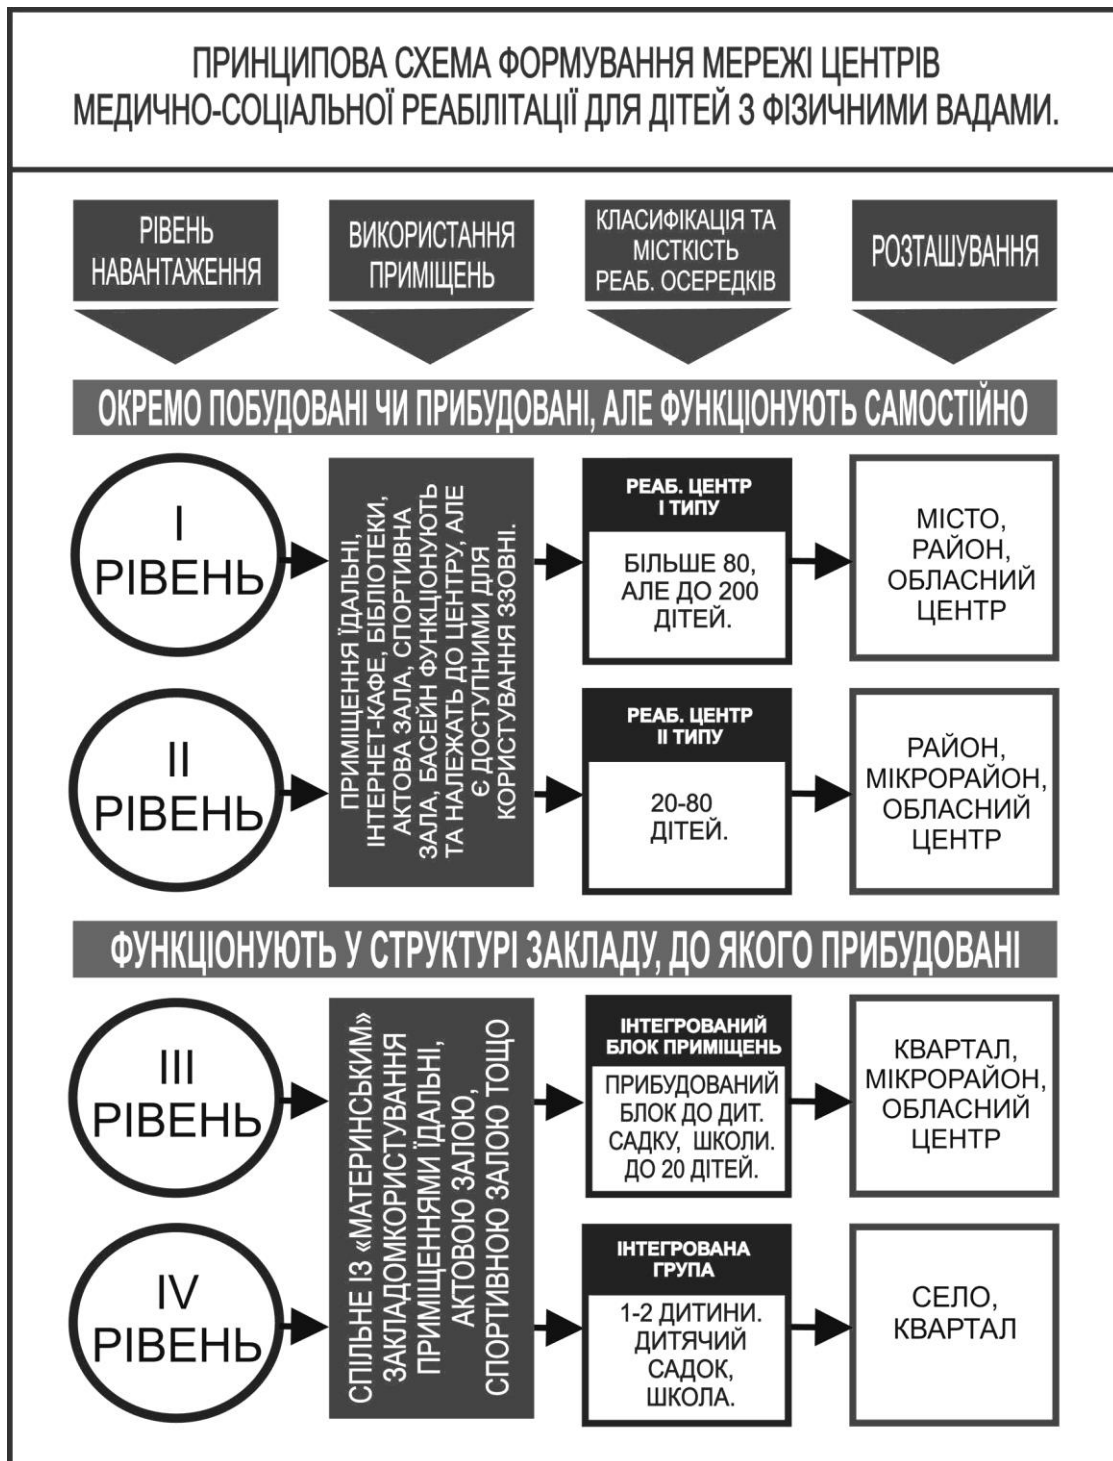 ПРИНЦИПОВА СХЕМА ФОРМУВАННЯ МЕРЕЖІ ЦЕНТРІВ
МЕДИЧНО-СОЦІАЛЬНОЇ РЕАБІЛІТАЦІЇ ДЛЯ ДІТЕЙ З ФІЗИЧНИМИ ВАДАМИ.
РІВЕНЬ
НАВАНТАЖЕННЯ
ВИКОРИСТАННЯ
ПРИМІЩЕНЬ
КЛАСИФІКАЦІЯ ТА
МІСТКІСТЬ
РЕАБ. ОСЕРЕДКІВ
РОЗТАШУВАННЯ
ОКРЕМО ПОБУДОВАНІ ЧИ ПРИБУДОВАНІ, АЛЕ ФУНКЦІОНУЮТЬ САМОСТІЙНО
I
РІВЕНЬ
ПРИМІЩЕННЯ ЇДАЛЬНІ,
ІНТЕРНЕТ-КАФЕ, БІБЛІОТЕКИ,
АКТОВА ЗАЛА, СПОРТИВНА
ЗАЛА, БАСЕЙН ФУНКЦІОНУЮТЬ
ТА НАЛЕЖАТЬ ДО ЦЕНТРУ, АЛЕ
Є ДОСТУПНИМИ ДЛЯ
КОРИСТУВАННЯ ЗЗОВНІ.
РЕАБ. ЦЕНТР
І ТИПУ
БІЛЬШЕ 80,
АЛЕ ДО 200
ДІТЕЙ.
МІСТО,
РАЙОН,
ОБЛАСНИЙ
ЦЕНТР
II
РІВЕНЬ
РЕАБ. ЦЕНТР
ІІ ТИПУ
20-80
ДІТЕЙ.
РАЙОН,
МІКРОРАЙОН,
ОБЛАСНИЙ
ЦЕНТР
ФУНКЦІОНУЮТЬ У СТРУКТУРІ ЗАКЛАДУ, ДО ЯКОГО ПРИБУДОВАНІ
III
РІВЕНЬ
СПІЛЬНЕ ІЗ «МАТЕРИНСЬКИМ»
ЗАКЛАДОМКОРИСТУВАННЯ
ПРИМІЩЕННЯМИ ЇДАЛЬНІ,
АКТОВОЮ ЗАЛОЮ,
СПОРТИВНОЮ ЗАЛОЮ ТОЩО
ІНТЕГРОВАНИЙ
БЛОК ПРИМІЩЕНЬ
ПРИБУДОВАНИЙ
БЛОК ДО ДИТ.
САДКУ, ШКОЛИ.
ДО 20 ДІТЕЙ.
КВАРТАЛ,
МІКРОРАЙОН,
ОБЛАСНИЙ
ЦЕНТР
IV
РІВЕНЬ
ІНТЕГРОВАНА
ГРУПА
1-2 ДИТИНИ.
ДИТЯЧИЙ
САДОК,
ШКОЛА.
СЕЛО,
КВАРТАЛ